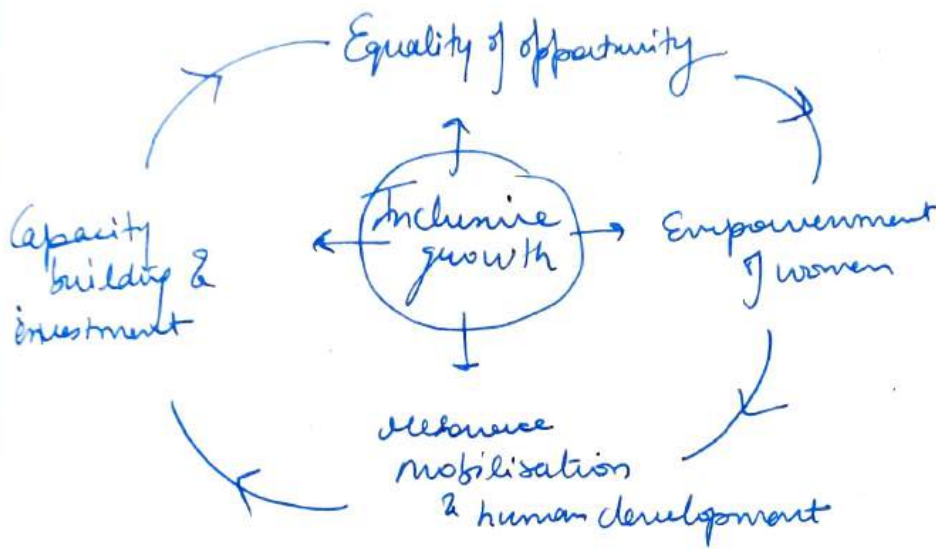 Equality of opportunity
Inclusive
growth
Empowerment
of women
Capacity
building &
investment
resource
mobilisation
& human development